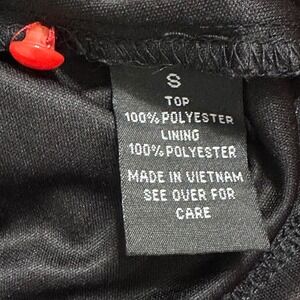 S
TOP
100% POLYESTER
LINING
100% POLYESTER
MADE IN VIETNAM
SEE OVER FOR
CARE